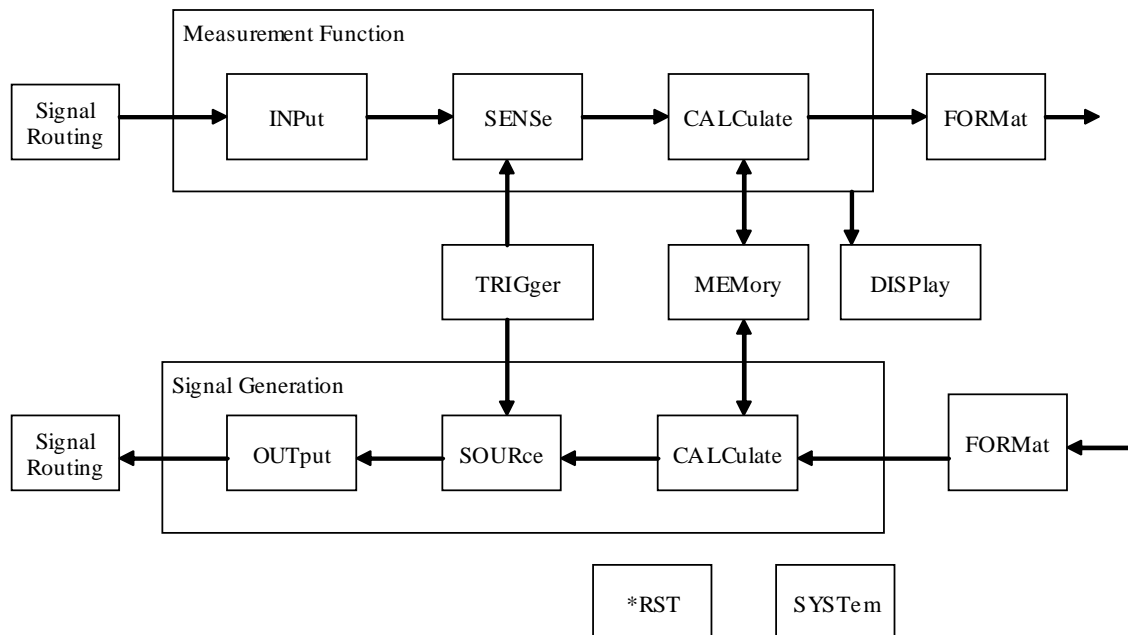 Measurement Function
Signal
Routing
INPut
SENSe
CALCulate
FORMat
TRIGger
MEMory
DISPlay
Signal Generation
Signal
Routing
OUTput
SOURce
CALCulate
FORMat
*RST
SYSTem